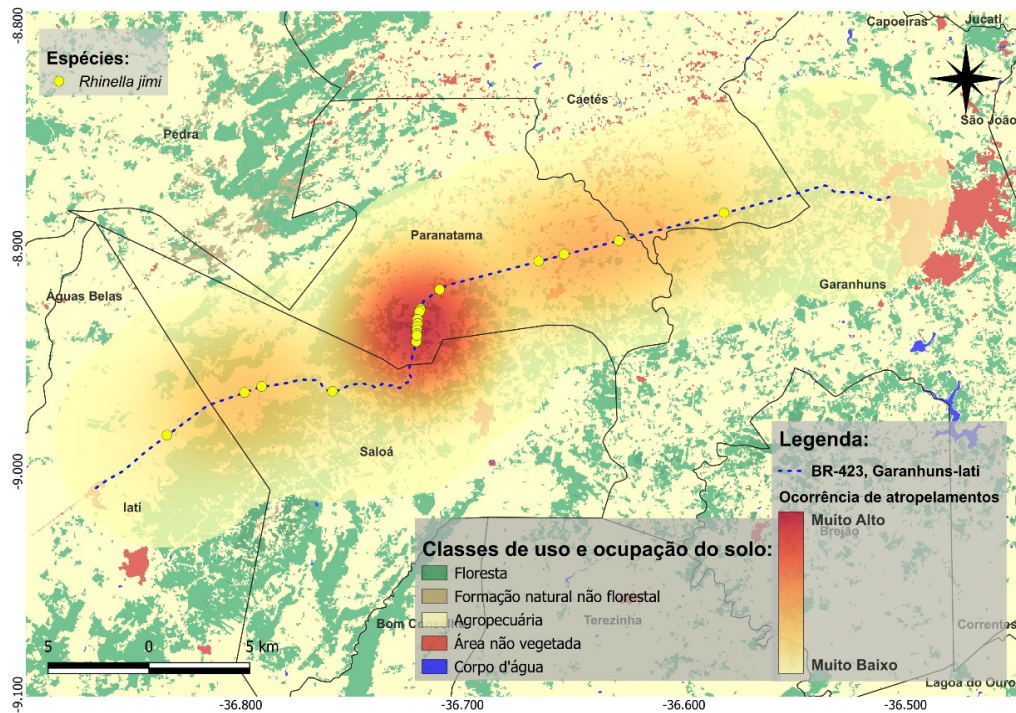 -8.800
-8.900
-9.000
-9.100
Espécies:
Rhinella jimi
Capoeiras
Jucati
Caetés
São João
Pedra
Paranatama
Águas Belas
Garanhuns
Saloá
Iati
Legenda:
BR-423, Garanhuns-Iati
Ocorrência de atropelamentos
Muito Alto
Brejão
Muito Baixo
Classes de uso e ocupação do solo:
Floresta
Formação natural não florestal
Agropecuária
Área não vegetada
Corpo d'água
Bom Conselho
Terezinha
Correntes
Lagoa do Ouro
5 0 5 km
-36.800
-36.700
-36.600
-36.500